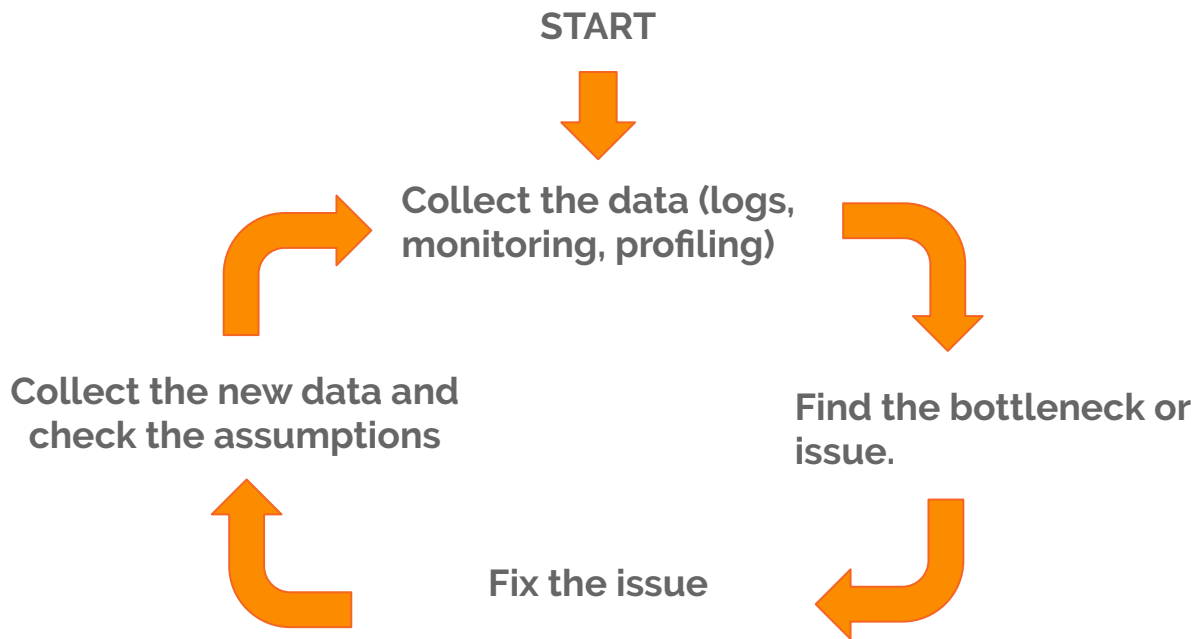 START
Collect the data (logs,
monitoring, profiling)
Find the bottleneck or
issue.
Fix the issue
Collect the new data and
check the assumptions